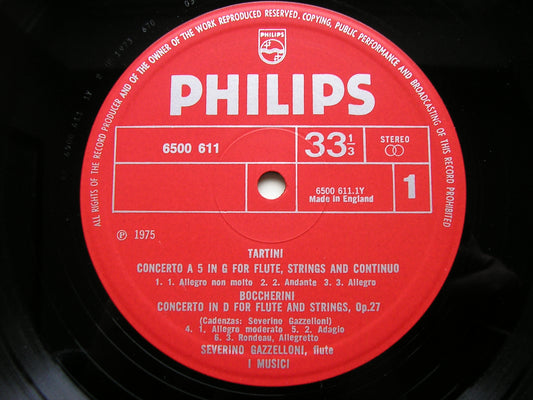 ALL RIGHTS OF THE RECORD PRODUCER AND OF THE OWNER OF THE WORK REPRODUCED RESERVED. COPYING, PUBLIC PERFORMANCE AND BROADCASTING OF THIS RECORD PROHIBITED
PHILIPS
PHILIPS
6500 611
33 1/3
STEREO
6500 611.1Y
Made in England
1
Ⓟ 1975
TARTINI
CONCERTO A 5 IN G FOR FLUTE, STRINGS AND CONTINUO
1. 1. Allegro non molto 2. 2. Andante 3. 3. Allegro
BOCCHERINI
CONCERTO IN D FOR FLUTE AND STRINGS, Op.27
(Cadenzas: Severino Gazzelloni)
4. 1. Allegro moderato 5. 2. Adagio
6. 3. Rondeau, Allegretto
SEVERINO GAZZELLONI, flute
I MUSICI